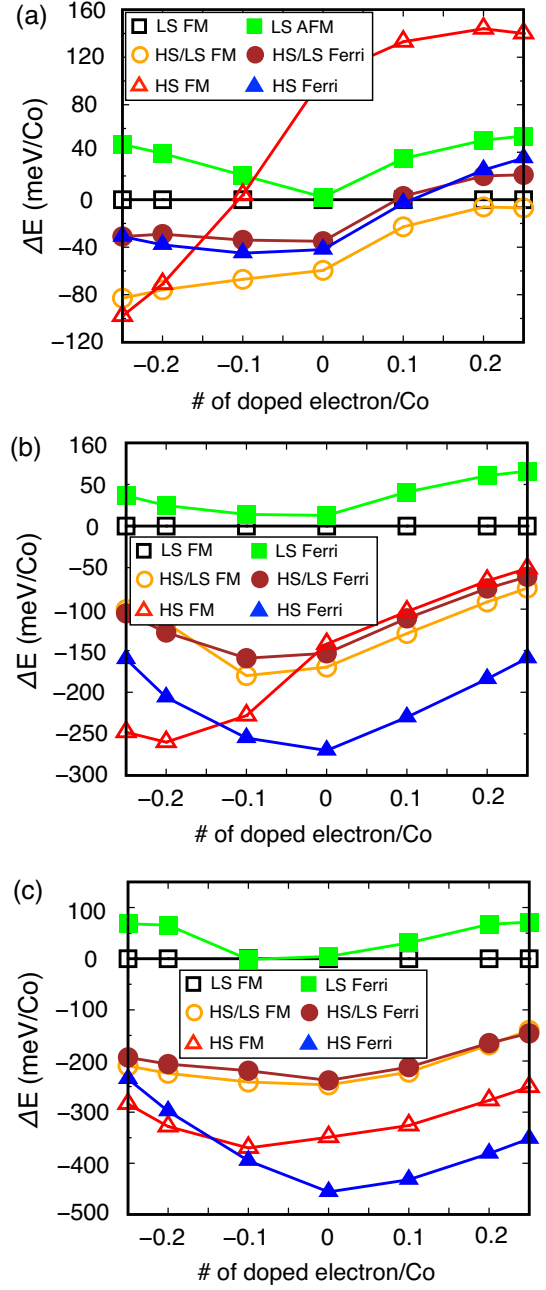 (a)
160
120
80
40
0
−40
−80
−120
ΔE (meV/Co)
LS FM LS AFM
HS/LS FM HS/LS Ferri
HS FM HS Ferri
−0.2 −0.1 0 0.1 0.2
# of doped electron/Co
(b)
160
50
0
−50
−100
−150
−200
−250
−300
ΔE (meV/Co)
LS FM LS Ferri
HS/LS FM HS/LS Ferri
HS FM HS Ferri
−0.2 −0.1 0 0.1 0.2
# of doped electron/Co
(c)
100
0
−100
−200
−300
−400
−500
ΔE (meV/Co)
LS FM LS Ferri
HS/LS FM HS/LS Ferri
HS FM HS Ferri
−0.2 −0.1 0 0.1 0.2
# of doped electron/Co